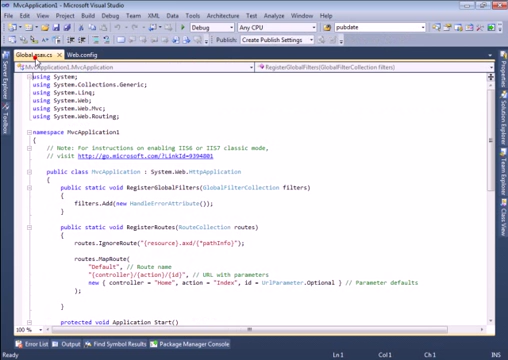 MvcApplication1 - Microsoft Visual Studio
File Edit View Project Build Debug Team XML Data Tools Architecture Test Analyze Window Help
Debug Any CPU pubdate
Publish: Create Publish Settings
Global.asax.cs Web.config
MvcApplication1.MvcApplication RegisterGlobalFilters(GlobalFilterCollection filters)
using System;
using System.Collections.Generic;
using System.Linq;
using System.Web;
using System.Web.Mvc;
using System.Web.Routing;
namespace MvcApplication1
// Note: For instructions on enabling IIS6 or IIS7 classic mode,
// visit http://go.microsoft.com/?LinkId=9394801
public class MvcApplication : System.Web.HttpApplication
{
public static void RegisterGlobalFilters(GlobalFilterCollection filters)
{
filters.Add(new HandleErrorAttribute());
}
public static void RegisterRoutes(RouteCollection routes)
{
routes.IgnoreRoute("{resource}.axd/{*pathInfo}");
routes.MapRoute(
"Default", // Route name
"{controller}/{action}/{id}", // URL with parameters
new { controller = "Home", action = "Index", id = UrlParameter.Optional } // Parameter defaults
);
}
protected void Application_Start()
100 %
Error List Output Find Symbol Results Package Manager Console
Ln 1 Col 1 Ch 1 INS
Server Explorer
Toolbox
Properties
Solution Explorer
Team Explorer
Class View